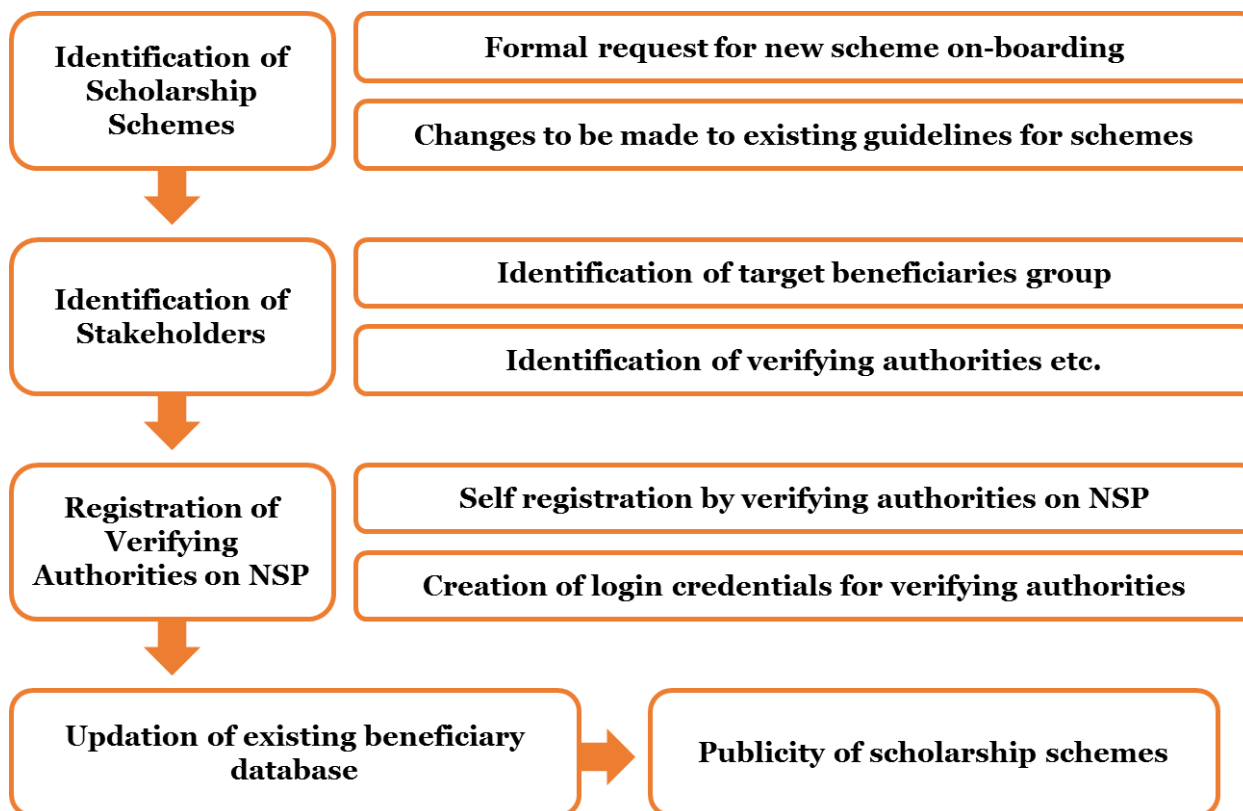 Identification of
Scholarship
Schemes
Formal request for new scheme on-boarding
Changes to be made to existing guidelines for schemes
Identification of
Stakeholders
Identification of target beneficiaries group
Identification of verifying authorities etc.
Registration of
Verifying
Authorities on NSP
Self registration by verifying authorities on NSP
Creation of login credentials for verifying authorities
Updation of existing beneficiary
database
Publicity of scholarship schemes